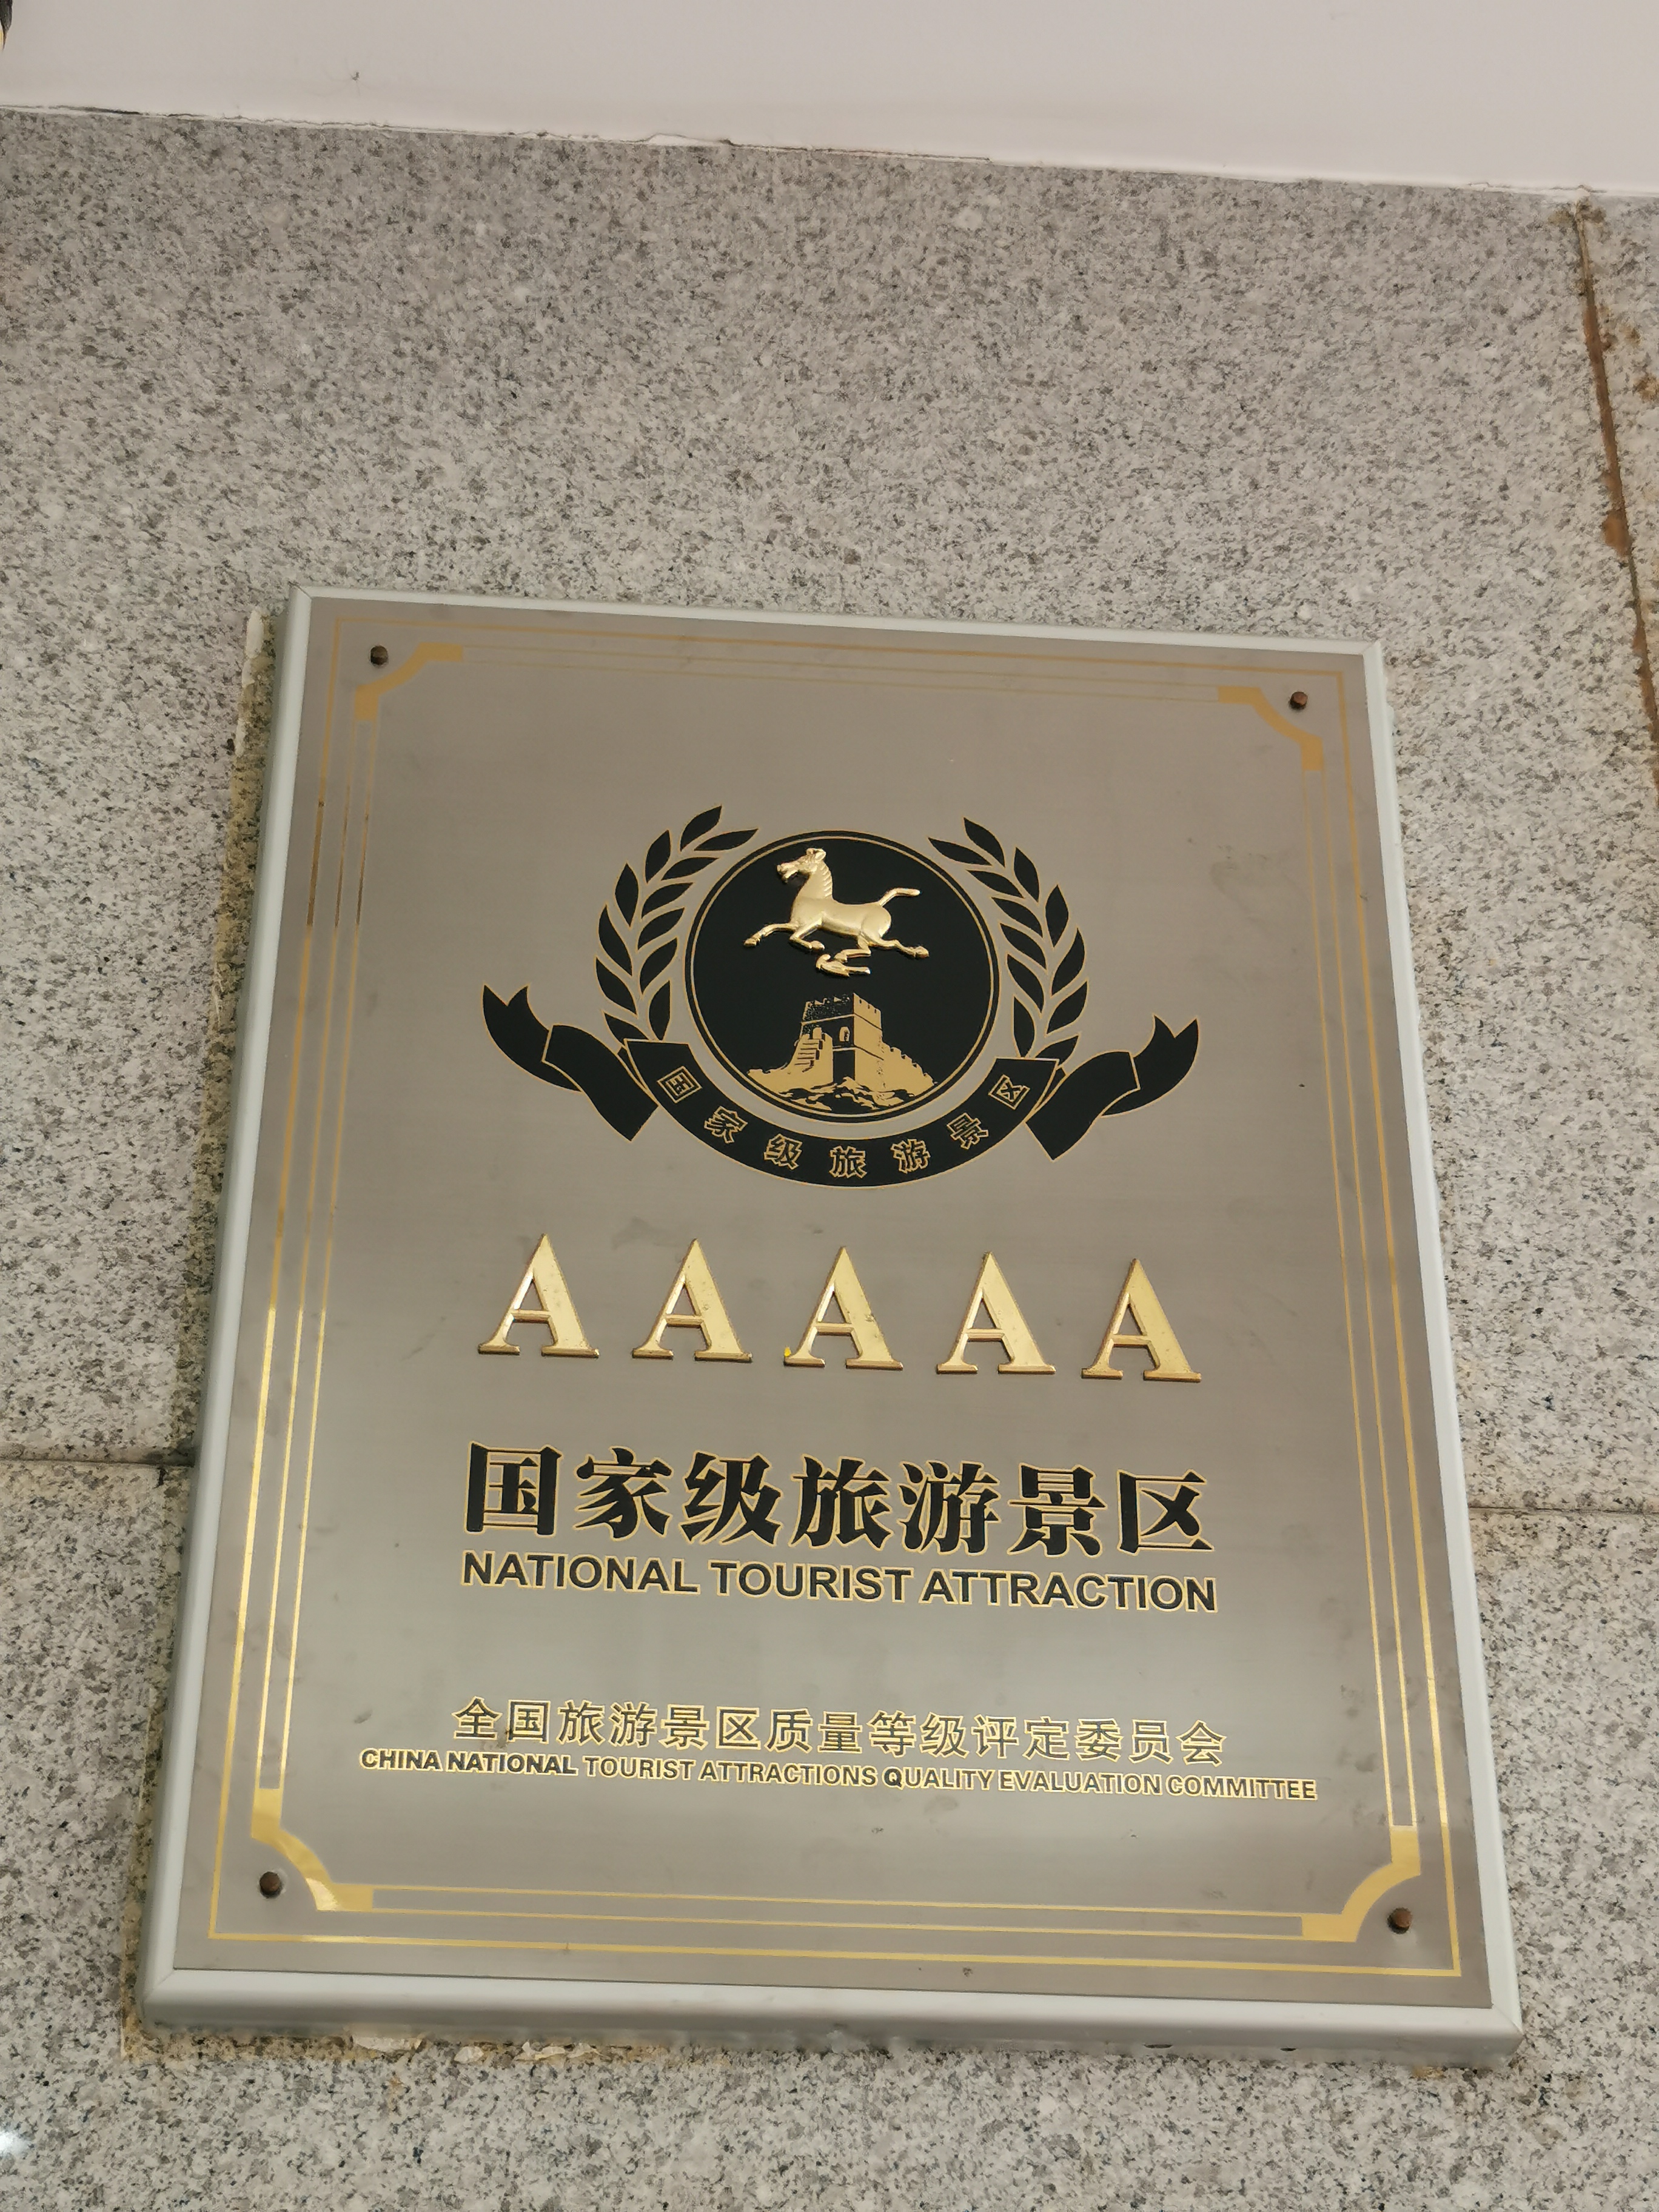 国家级旅游景区
AAAAA
国家级旅游景区
NATIONAL TOURIST ATTRACTION
全国旅游景区质量等级评定委员会
CHINA NATIONAL TOURIST ATTRACTIONS QUALITY EVALUATION COMMITTEE